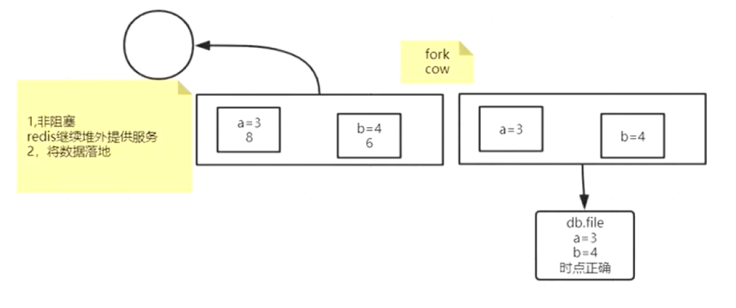 fork
cow
1,非阻塞
redis继续堆外提供服务
2，将数据落地
a=3
8
b=4
6
a=3
b=4
db.file
a=3
b=4
时点正确